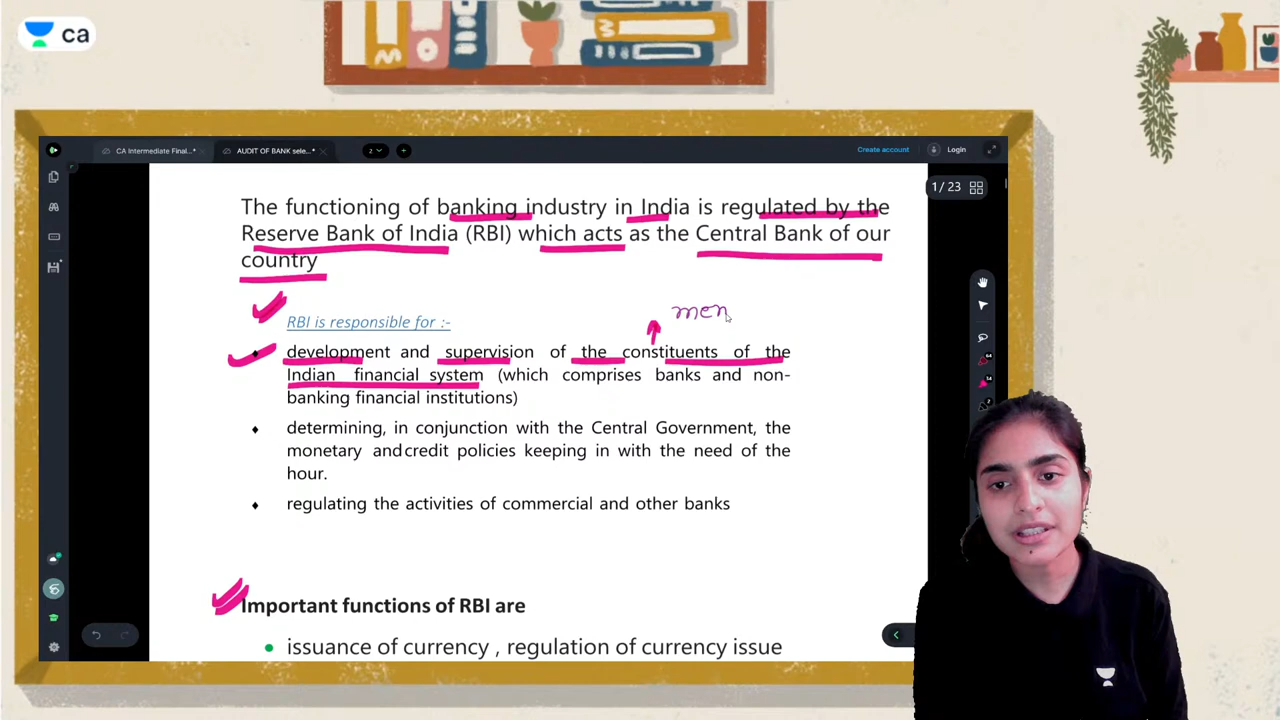 ca
CA Intermediate Final...*
AUDIT OF BANK sele...*
2
Create account
Login
1 / 23
The functioning of banking industry in India is regulated by the
Reserve Bank of India (RBI) which acts as the Central Bank of our
country
RBI is responsible for :-
men
development and supervision of the constituents of the
Indian financial system (which comprises banks and non-
banking financial institutions)
determining, in conjunction with the Central Government, the
monetary and credit policies keeping in with the need of the
hour.
regulating the activities of commercial and other banks
Important functions of RBI are
issuance of currency , regulation of currency issue